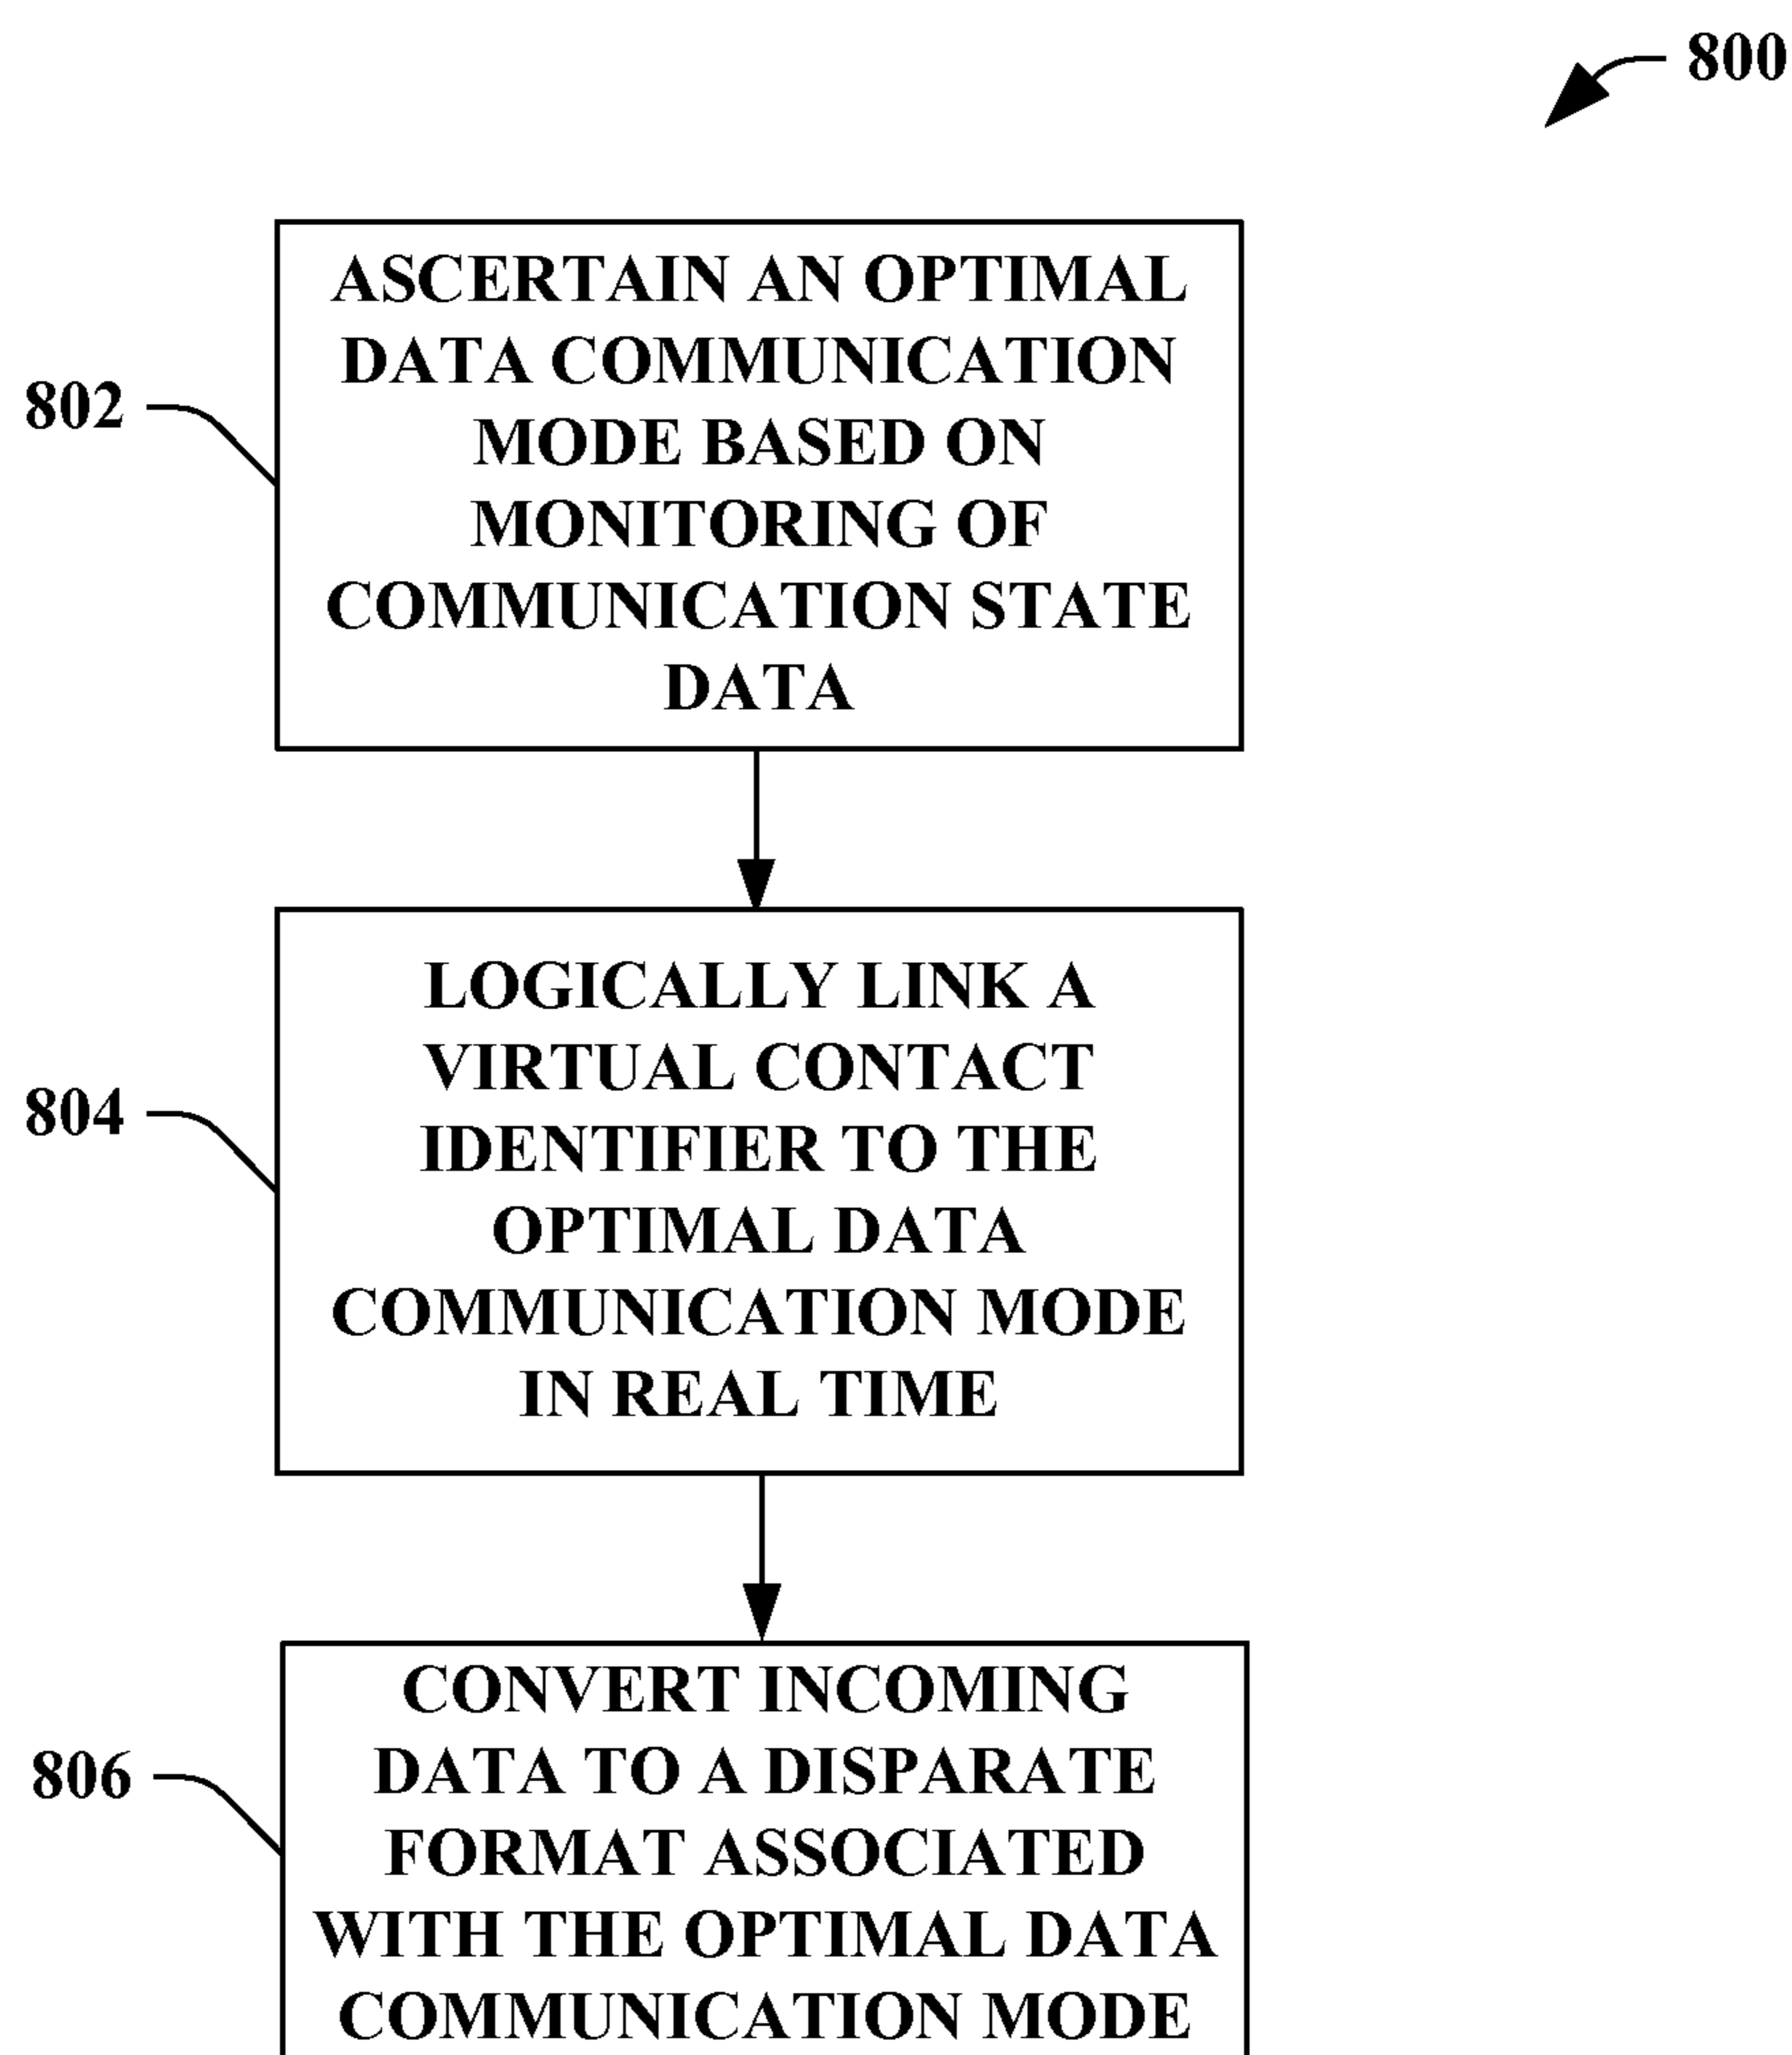 800
802
ASCERTAIN AN OPTIMAL
DATA COMMUNICATION
MODE BASED ON
MONITORING OF
COMMUNICATION STATE
DATA
804
LOGICALLY LINK A
VIRTUAL CONTACT
IDENTIFIER TO THE
OPTIMAL DATA
COMMUNICATION MODE
IN REAL TIME
806
CONVERT INCOMING
DATA TO A DISPARATE
FORMAT ASSOCIATED
WITH THE OPTIMAL DATA
COMMUNICATION MODE